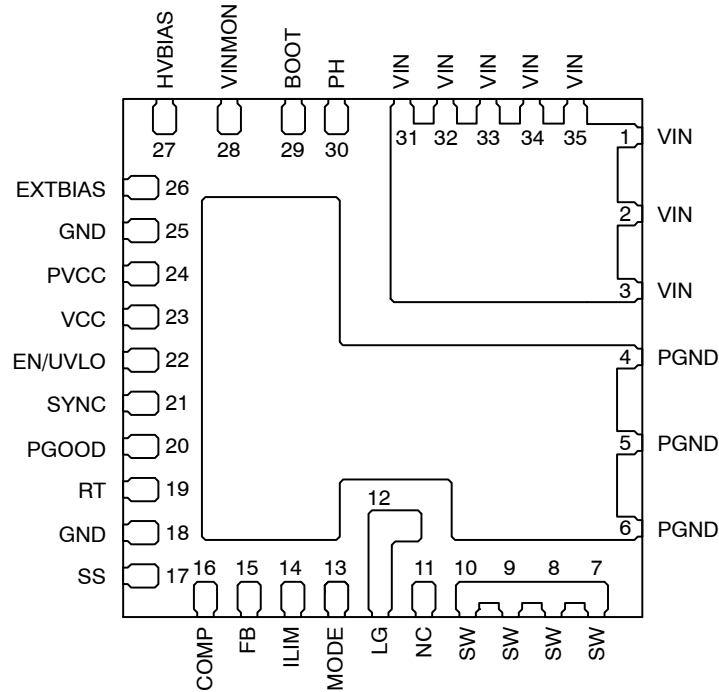 HVBIAS VINMON BOOT PH VIN VIN VIN VIN VIN
27 28 29 30 31 32 33 34 35
1 VIN
2 VIN
3 VIN
4 PGND
5 PGND
6 PGND
EXTBIAS 26
GND 25
PVCC 24
VCC 23
EN/UVLO 22
SYNC 21
PGOOD 20
RT 19
GND 18
SS 17
12
16 15 14 13 11 10 9 8 7
COMP FB ILIM MODE LG NC SW SW SW SW